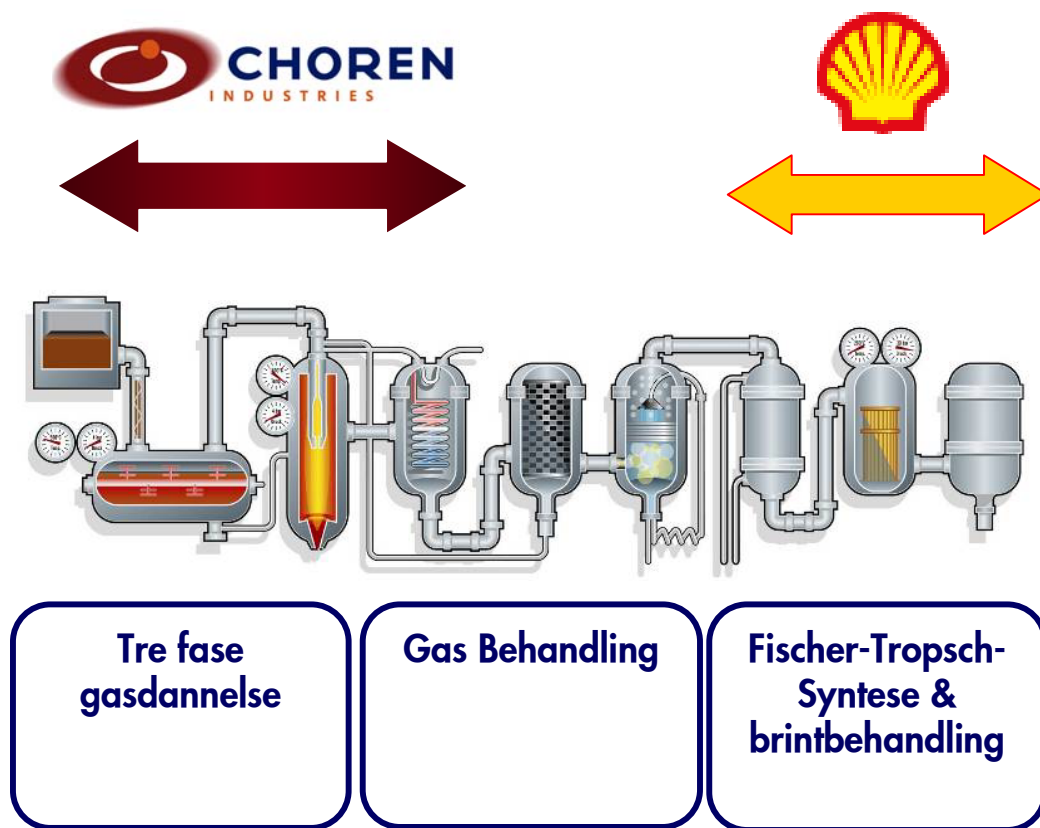 CHOREN
INDUSTRIES
Tre fase
gasdannelse
Gas Behandling
Fischer-Tropsch-
Syntese &
brintbehandling